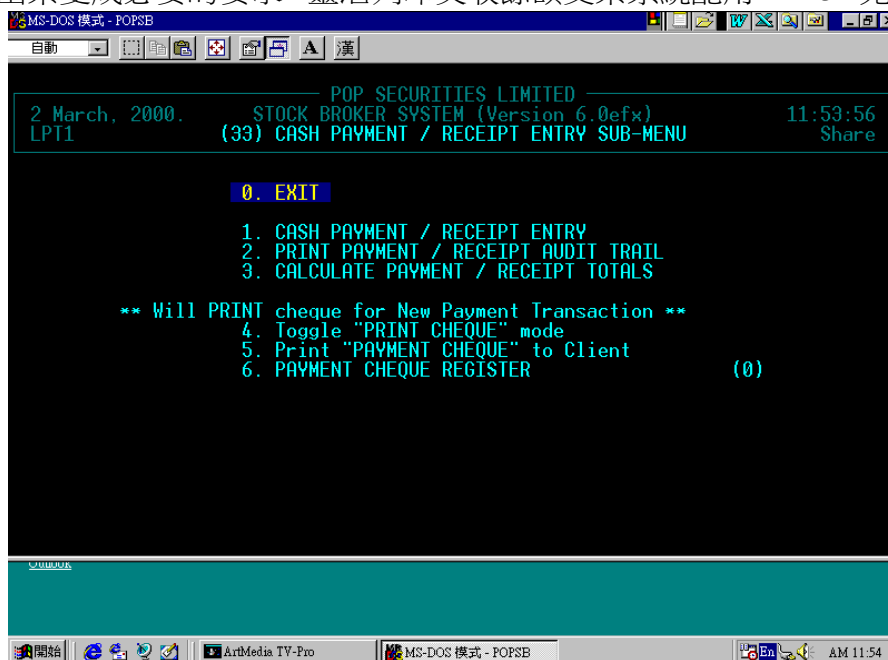 MS-DOS 模式 - POPSB
自動
A 漢
POP SECURITIES LIMITED
2 March, 2000. STOCK BROKER SYSTEM (Version 6.0efx) 11:53:56
LPT1 (33) CASH PAYMENT / RECEIPT ENTRY SUB-MENU Share
0. EXIT
1. CASH PAYMENT / RECEIPT ENTRY
2. PRINT PAYMENT / RECEIPT AUDIT TRAIL
3. CALCULATE PAYMENT / RECEIPT TOTALS
** Will PRINT cheque for New Payment Transaction **
4. Toggle "PRINT CHEQUE" mode
5. Print "PAYMENT CHEQUE" to Client
6. PAYMENT CHEQUE REGISTER (0)
Outlook
開始 ArtMedia TV-Pro MS-DOS 模式 - POPSB En AM 11:54